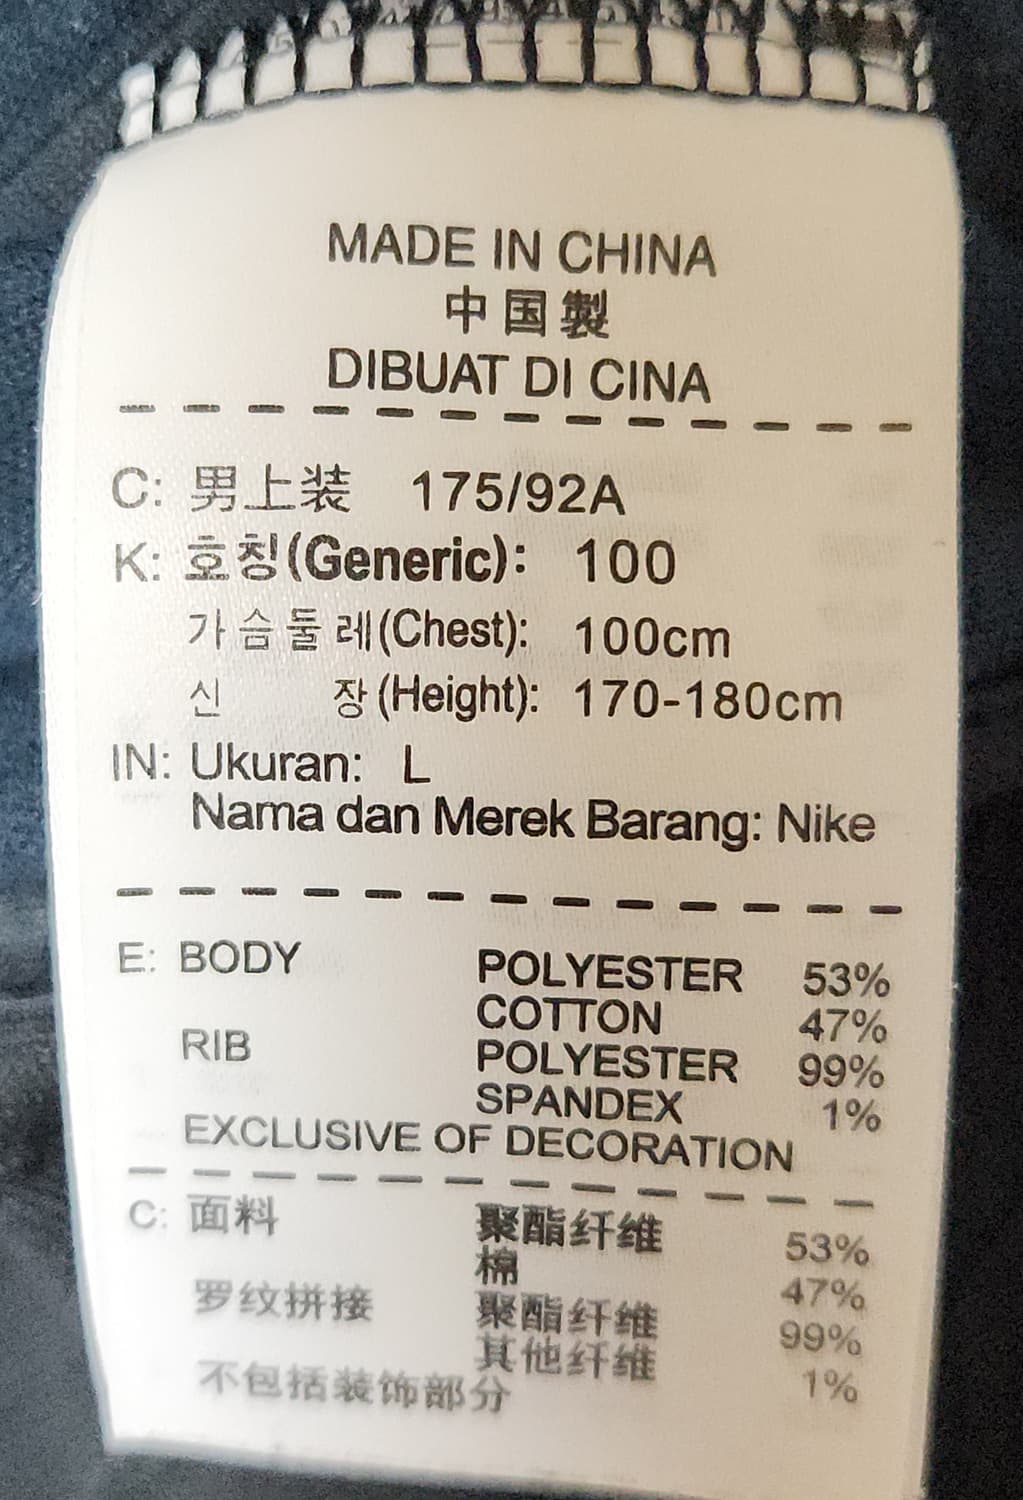 MADE IN CHINA
中国製
DIBUAT DI CINA
C: 男上装 175/92A
K: 호칭(Generic): 100
가슴둘레(Chest): 100cm
신 장(Height): 170-180cm
IN: Ukuran: L
Nama dan Merek Barang: Nike
E: BODY POLYESTER 53%
COTTON 47%
RIB POLYESTER 99%
SPANDEX 1%
EXCLUSIVE OF DECORATION
C: 面料 聚酯纤维 53%
棉 47%
罗纹拼接 聚酯纤维 99%
其他纤维 1%
不包括装饰部分